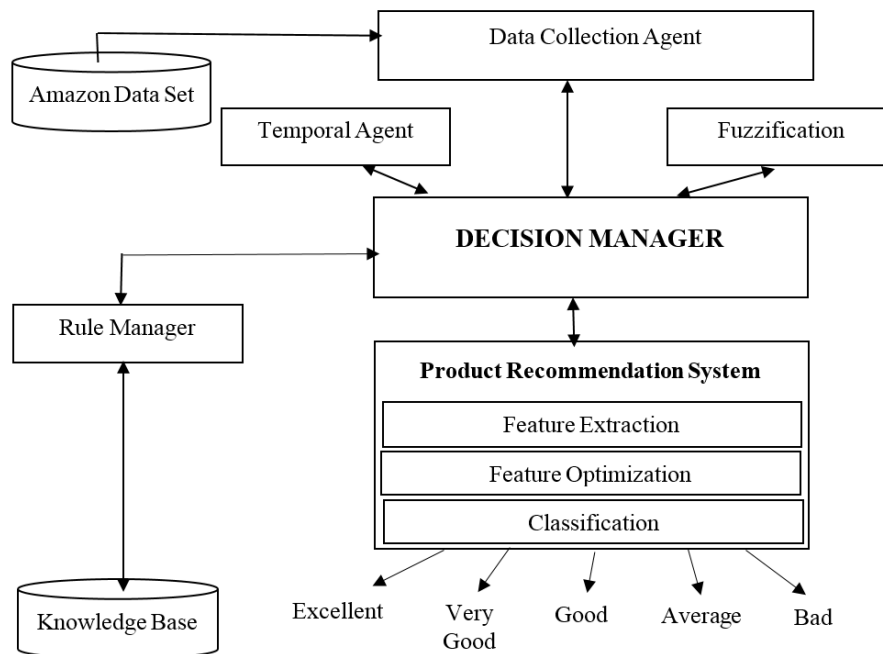 Data Collection Agent
Amazon Data Set
Temporal Agent
Fuzzification
DECISION MANAGER
Rule Manager
Product Recommendation System
Feature Extraction
Feature Optimization
Classification
Excellent
Very
Good
Good
Average
Bad
Knowledge Base